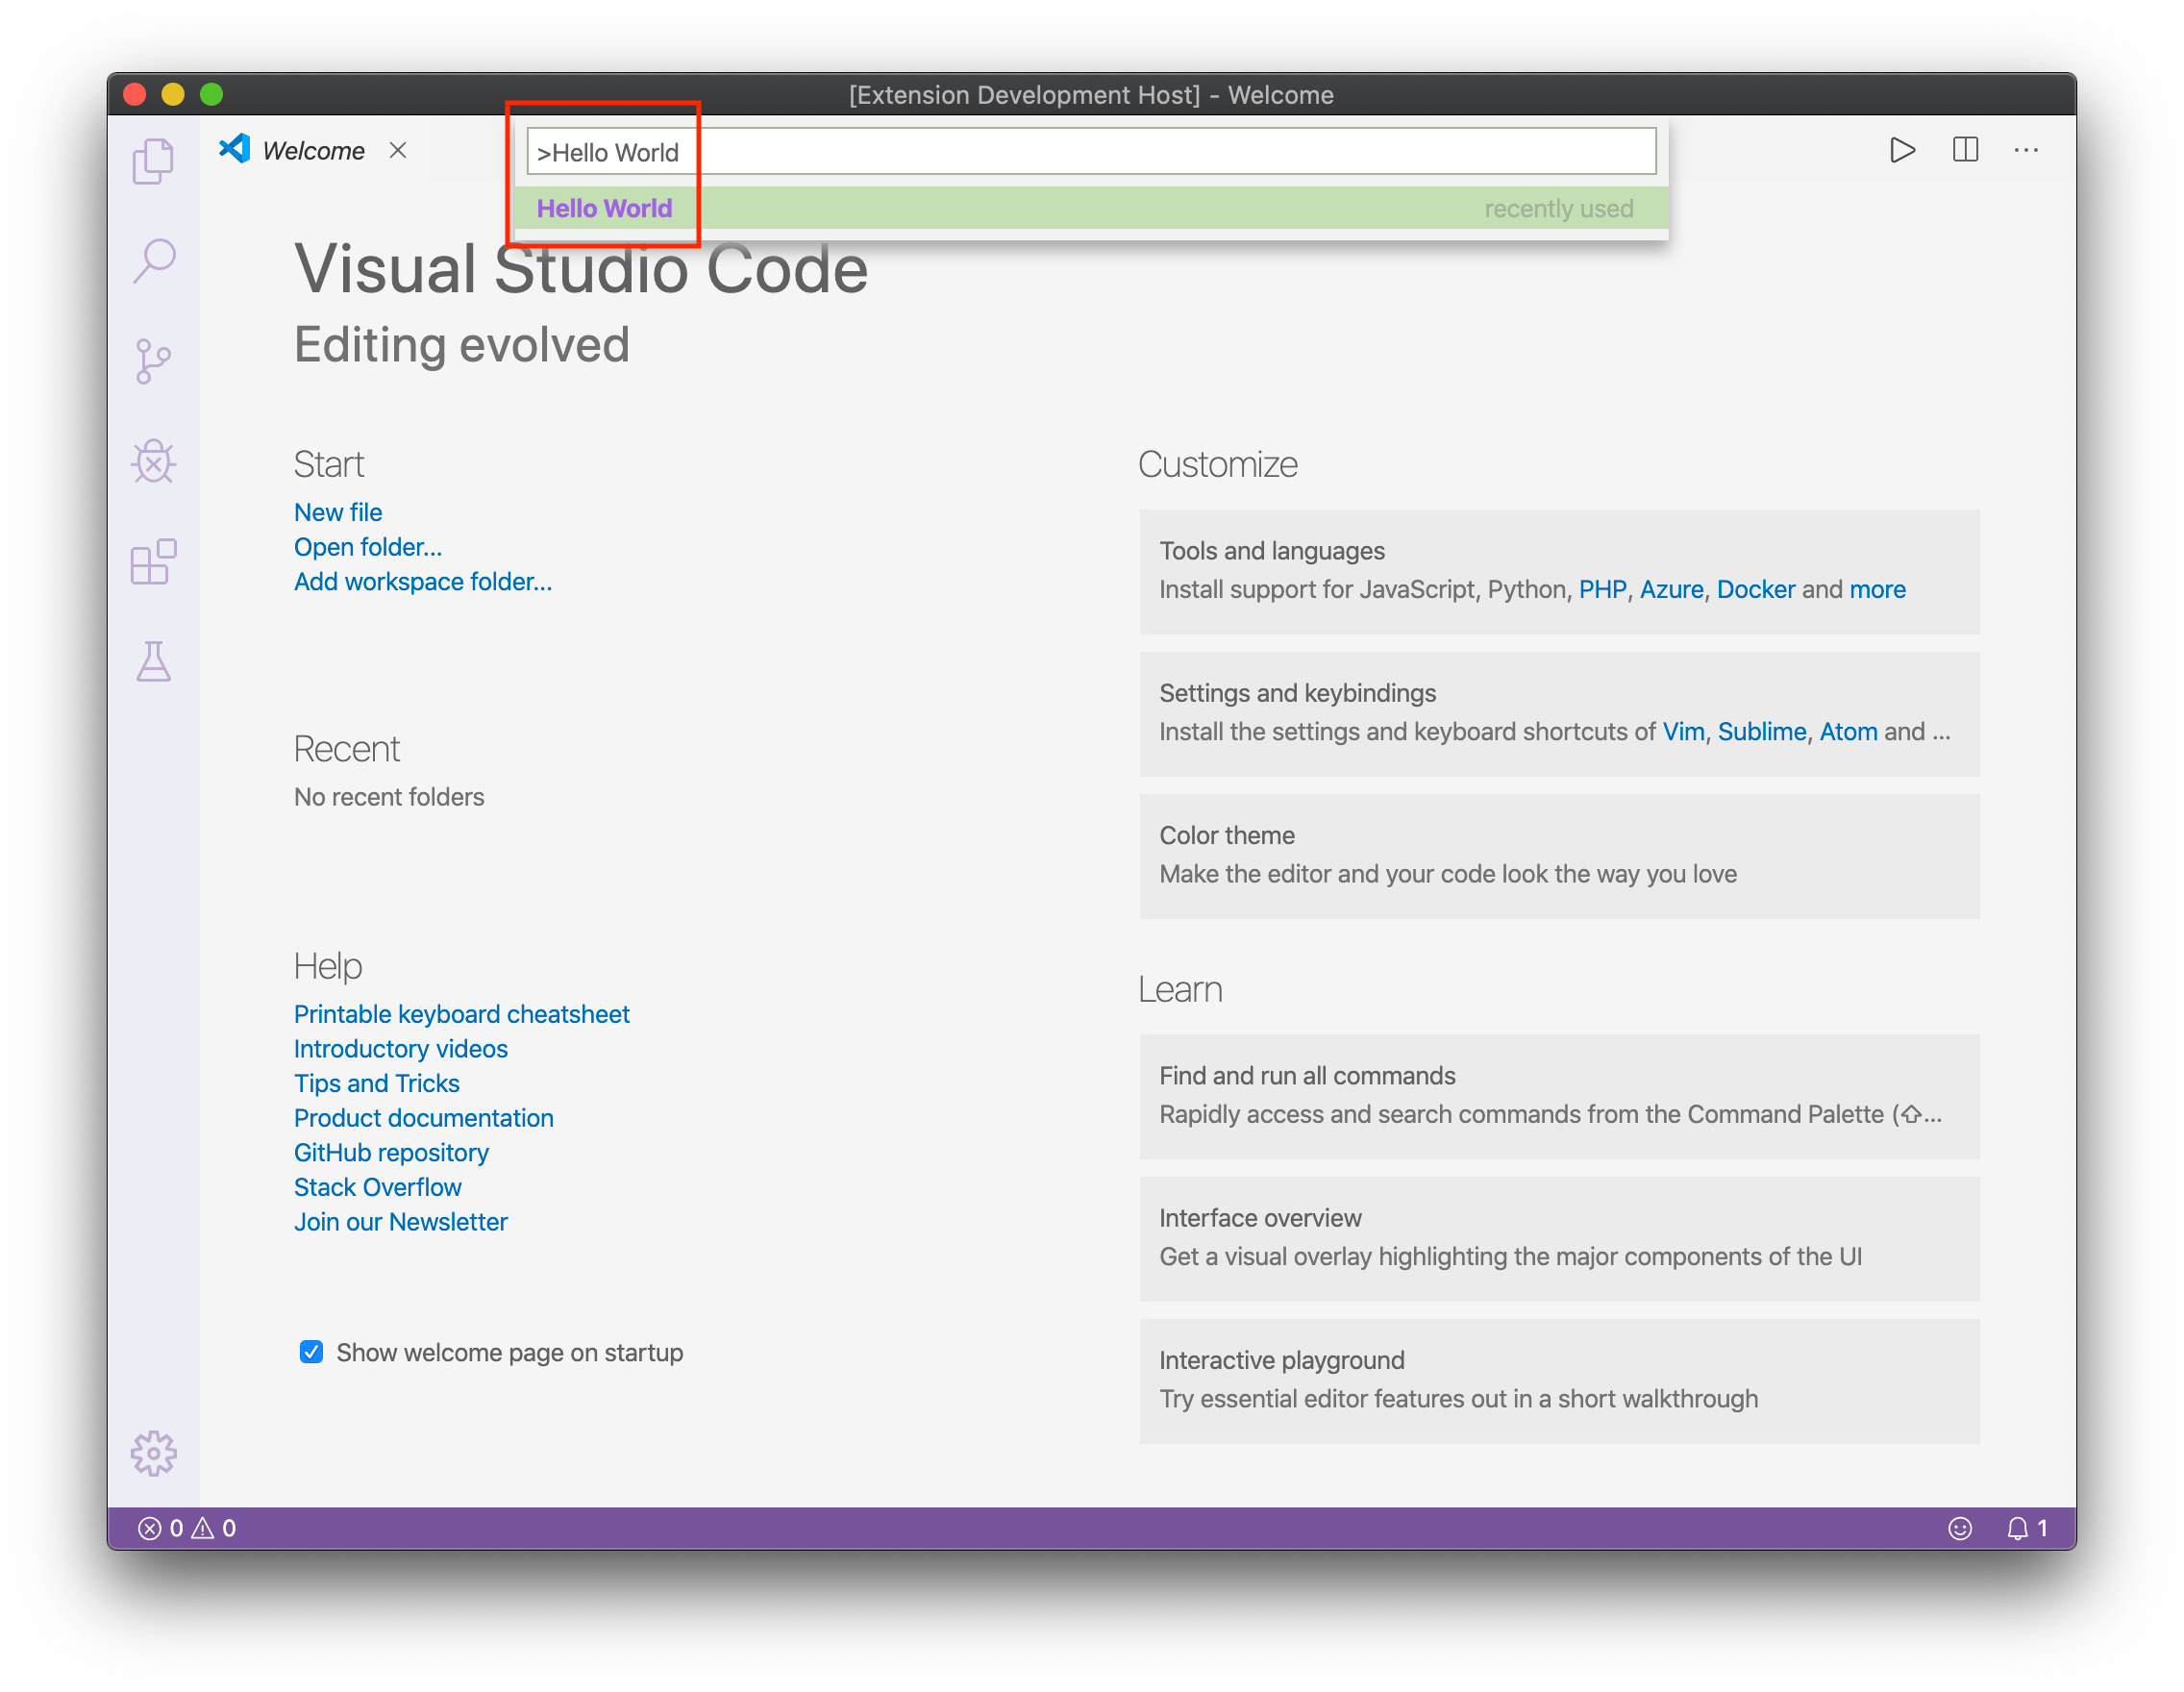 [Extension Development Host] - Welcome
Welcome
>Hello World
Hello World recently used
Visual Studio Code
Editing evolved
Start
New file
Open folder...
Add workspace folder...
Recent
No recent folders
Help
Printable keyboard cheatsheet
Introductory videos
Tips and Tricks
Product documentation
GitHub repository
Stack Overflow
Join our Newsletter
Show welcome page on startup
Customize
Tools and languages
Install support for JavaScript, Python, PHP, Azure, Docker and more
Settings and keybindings
Install the settings and keyboard shortcuts of Vim, Sublime, Atom and ...
Color theme
Make the editor and your code look the way you love
Learn
Find and run all commands
Rapidly access and search commands from the Command Palette (⇧...
Interface overview
Get a visual overlay highlighting the major components of the UI
Interactive playground
Try essential editor features out in a short walkthrough
0 0 1